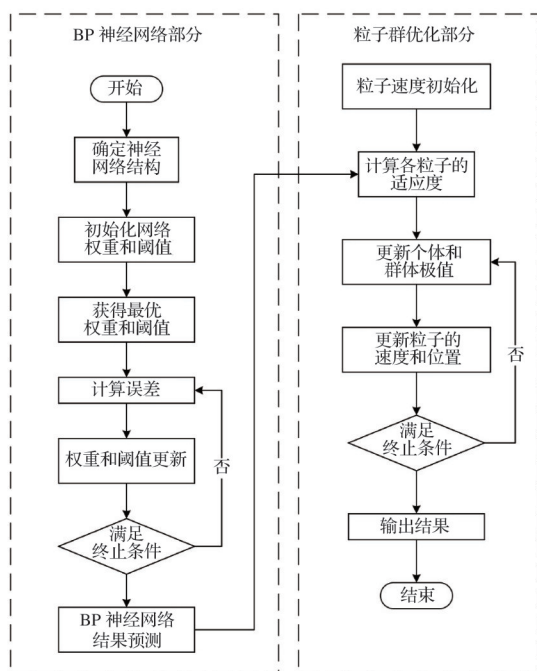 BP 神经网络部分
开始
确定神经
网络结构
初始化网络
权重和阈值
获得最优
权重和阈值
计算误差
权重和阈值更新
否
满足
终止条件
BP 神经网络
结果预测
粒子群优化部分
粒子速度初始化
计算各粒子的
适应度
更新个体和
群体极值
更新粒子的
速度和位置
否
满足
终止条件
输出结果
结束